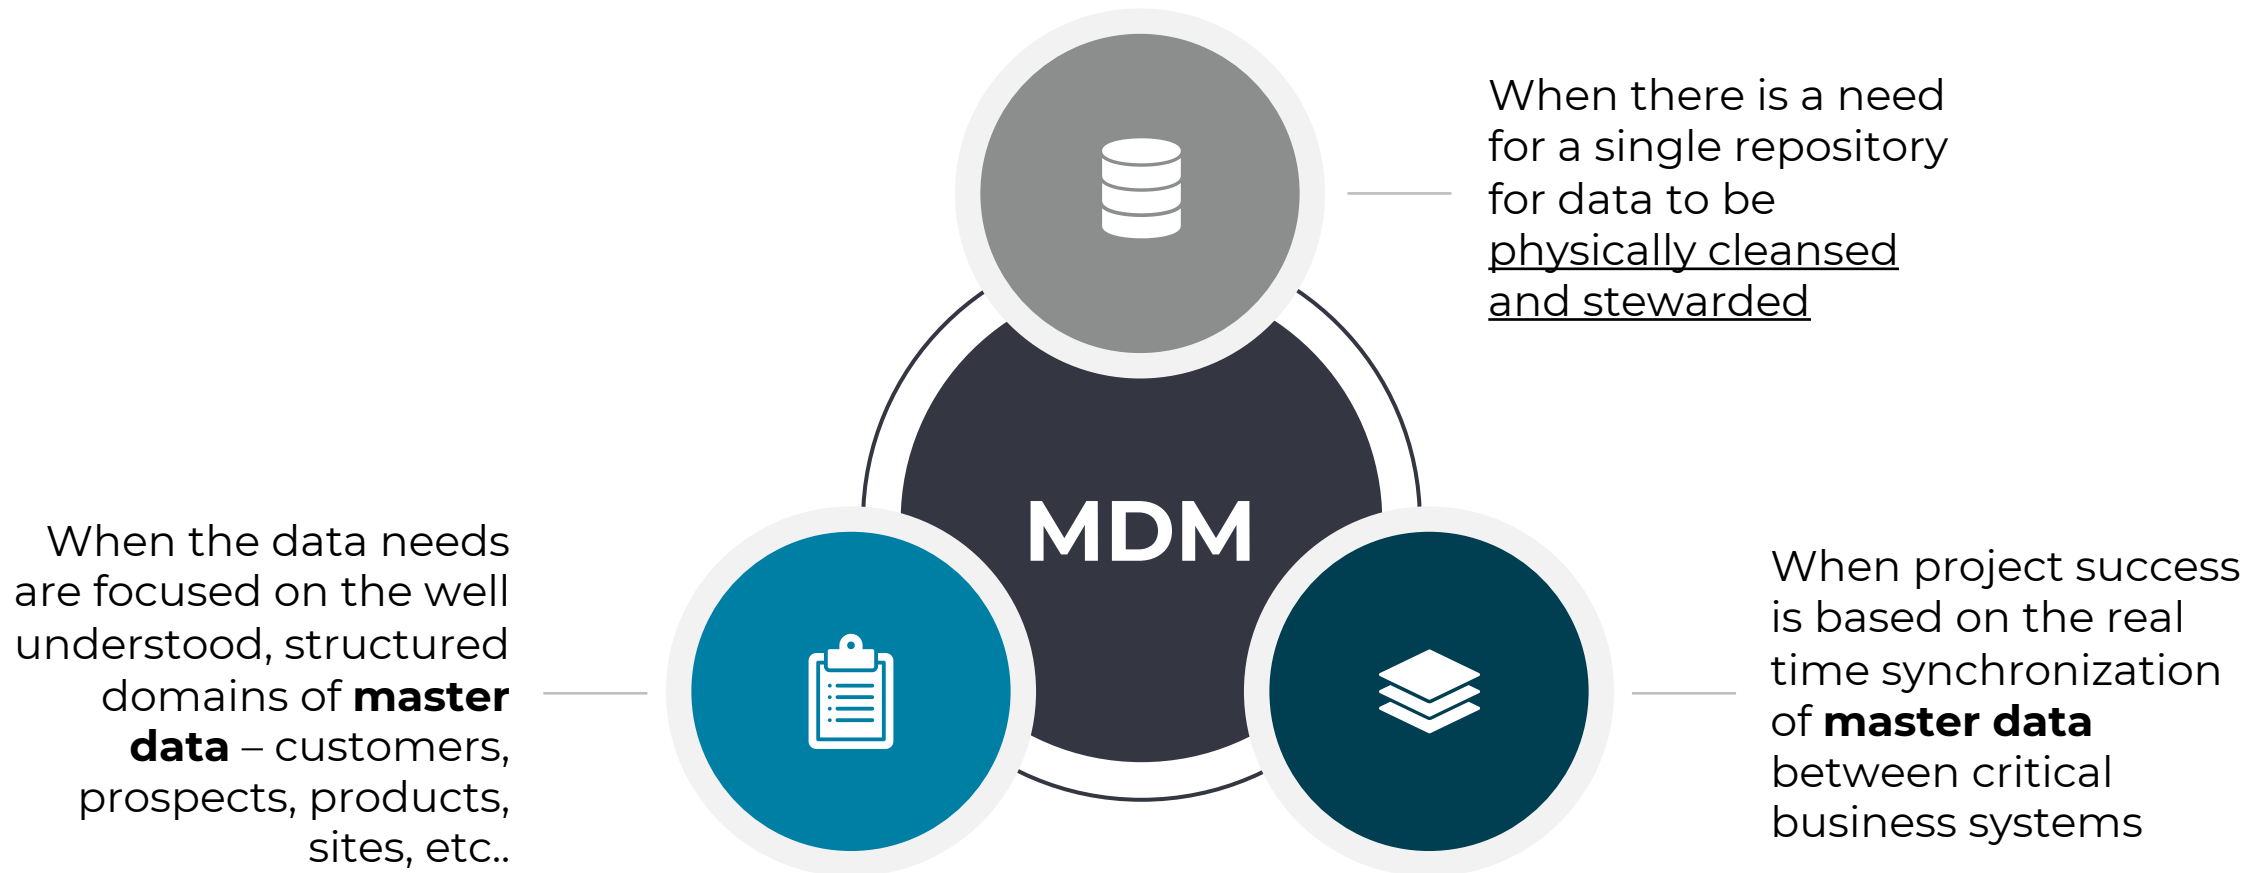 When there is a need
for a single repository
for data to be
physically cleansed
and stewarded
MDM
When the data needs
are focused on the well
understood, structured
domains of master
data – customers,
prospects, products,
sites, etc..
When project success
is based on the real
time synchronization
of master data
between critical
business systems